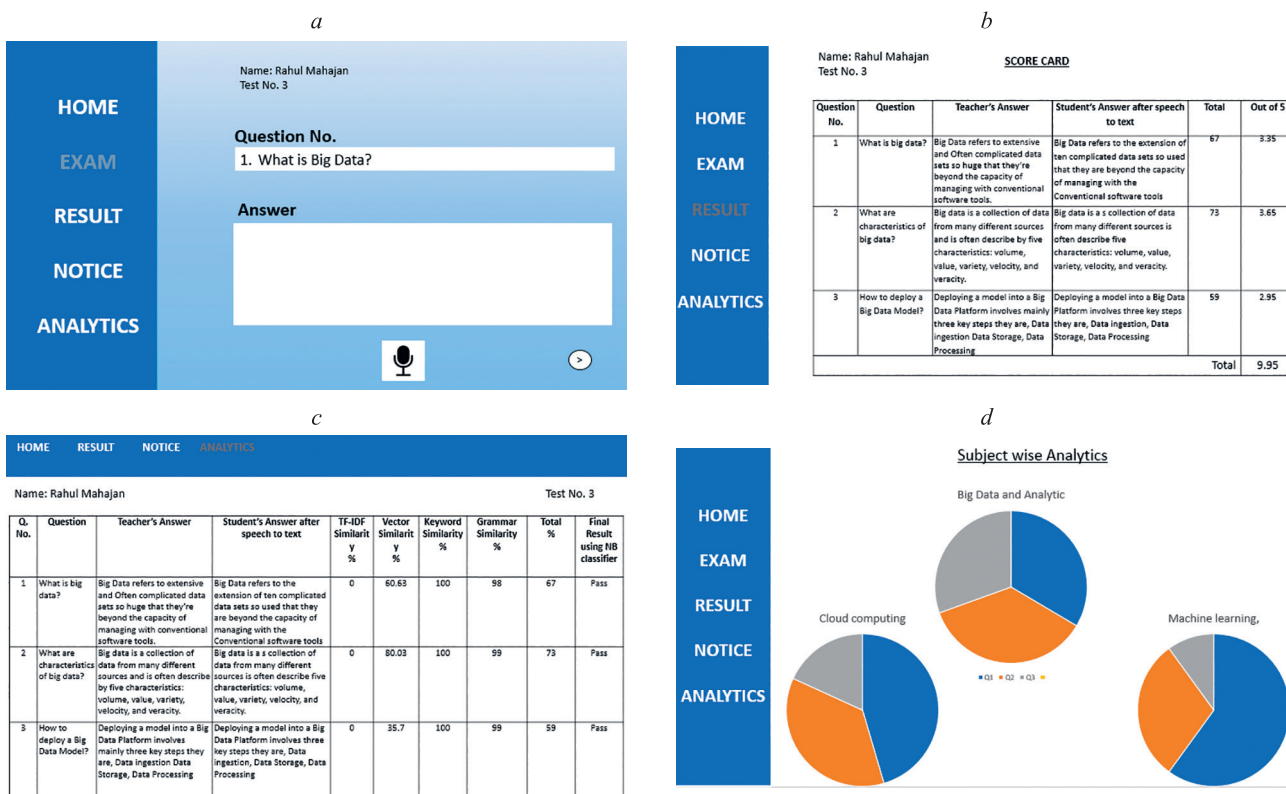 a
HOME
EXAM
RESULT
NOTICE
ANALYTICS
Name: Rahul Mahajan
Test No. 3
Question No.
1. What is Big Data?
Answer
>
b
HOME
EXAM
RESULT
NOTICE
ANALYTICS
Name: Rahul Mahajan
SCORE CARD
Test No. 3
Question No.
Question
Teacher's Answer
Student's Answer after speech to text
Total
Out of 5
1
What is big data?
Big Data refers to extensive
and Often complicated data
sets so huge that they're
beyond the capacity of
managing with conventional
software tools.
Big Data refers to the extension of
ten complicated data sets so used
that they are beyond the capacity
of managing with the
Conventional software tools
67
3.35
2
What are
characteristics of
big data?
Big data is a collection of data
from many different sources
and is often describe by five
characteristics: volume,
value, variety, velocity, and
veracity.
Big data is a s collection of data
from many different sources is
often describe five
characteristics: volume, value,
variety, velocity, and veracity.
73
3.65
3
How to deploy a
Big Data Model?
Deploying a model into a Big
Data Platform involves mainly
three key steps they are, Data
ingestion Data Storage, Data
Processing
Deploying a model into a Big Data
Platform involves three key steps
they are, Data ingestion, Data
Storage, Data Processing
59
2.95
Total
9.95
c
HOME RESULT NOTICE ANALYTICS
Name: Rahul Mahajan
Test No. 3
Q.
No.
Question
Teacher's Answer
Student's Answer after
speech to text
TF-IDF
Similarit
y
%
Vector
Similarit
y
%
Keyword
Similarity
%
Grammar
Similarity
%
Total
%
Final
Result
using NB
classifier
1
What is big
data?
Big Data refers to extensive
and Often complicated data
sets so huge that they're
beyond the capacity of
managing with conventional
software tools.
Big Data refers to the
extension of ten complicated
data sets so used that they
are beyond the capacity of
managing with the
Conventional software tools
0
60.63
100
98
67
Pass
2
What are
characteristics
of big data?
Big data is a collection of
data from many different
sources and is often describe
by five characteristics:
volume, value, variety,
velocity, and veracity.
Big data is a s collection of
data from many different
sources is often describe five
characteristics: volume,
value, variety, velocity, and
veracity.
0
80.03
100
99
73
Pass
3
How to
deploy a Big
Data Model?
Deploying a model into a Big
Data Platform involves
mainly three key steps they
are, Data ingestion Data
Storage, Data Processing
Deploying a model into a Big
Data Platform involves three
key steps they are, Data
ingestion, Data Storage, Data
Processing
0
35.7
100
99
59
Pass
d
HOME
EXAM
RESULT
NOTICE
ANALYTICS
Subject wise Analytics
Big Data and Analytic
Cloud computing
Machine learning,
Q1 Q2 Q3